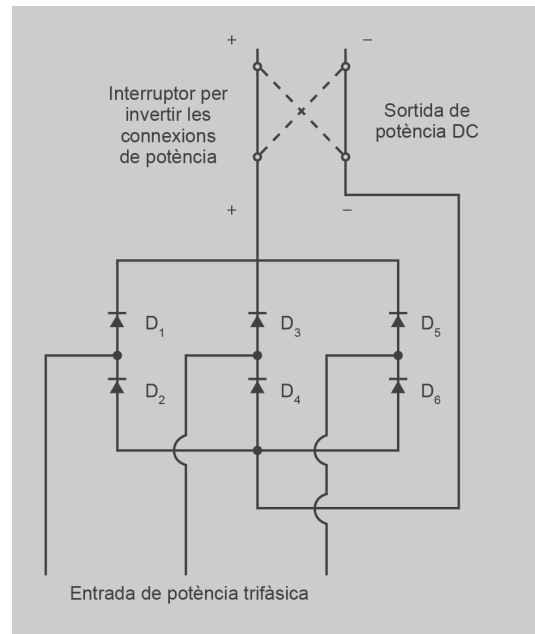 + −
Interruptor per
invertir les
connexions
de potència
Sortida de
potència DC
+ −
D1 D3 D5
D2 D4 D6
Entrada de potència trifàsica